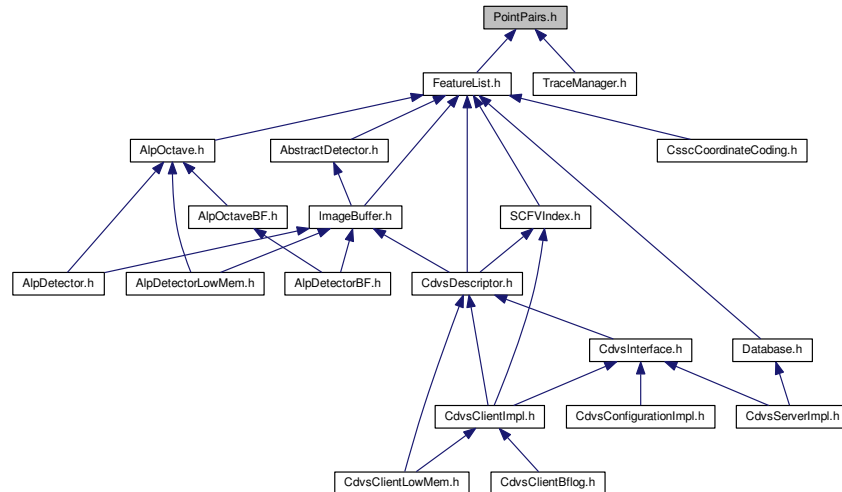 PointPairs.h
FeatureList.h
TraceManager.h
AlpOctave.h
AbstractDetector.h
CsscCoordinateCoding.h
AlpOctaveBF.h
ImageBuffer.h
SCFVIndex.h
AlpDetector.h
AlpDetectorLowMem.h
AlpDetectorBF.h
CdvsDescriptor.h
CdvsInterface.h
Database.h
CdvsClientImpl.h
CdvsConfigurationImpl.h
CdvsServerImpl.h
CdvsClientLowMem.h
CdvsClientBflog.h